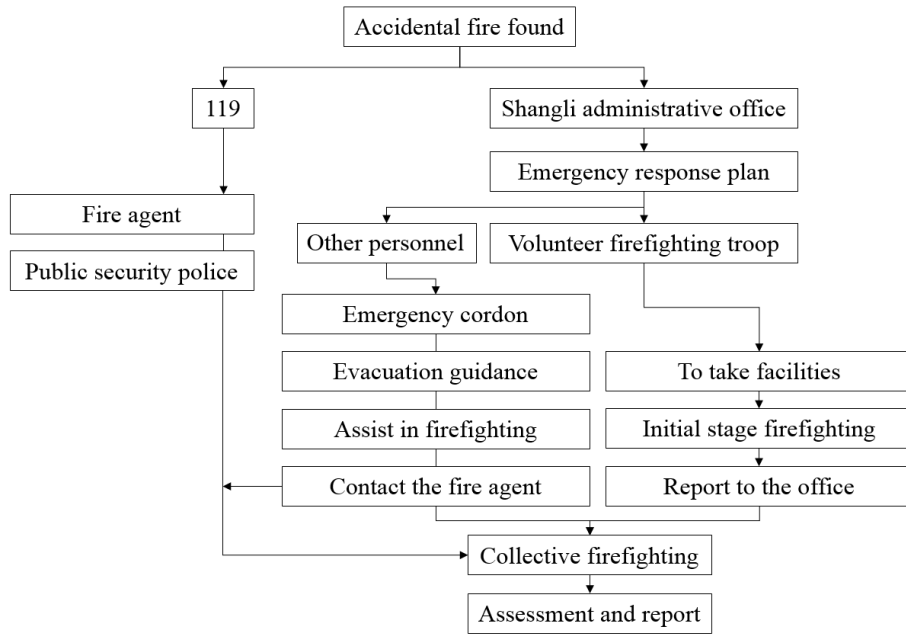 Accidental fire found
119
Shangli administrative office
Emergency response plan
Fire agent
Other personnel
Volunteer firefighting troop
Public security police
Emergency cordon
Evacuation guidance
To take facilities
Assist in firefighting
Initial stage firefighting
Contact the fire agent
Report to the office
Collective firefighting
Assessment and report